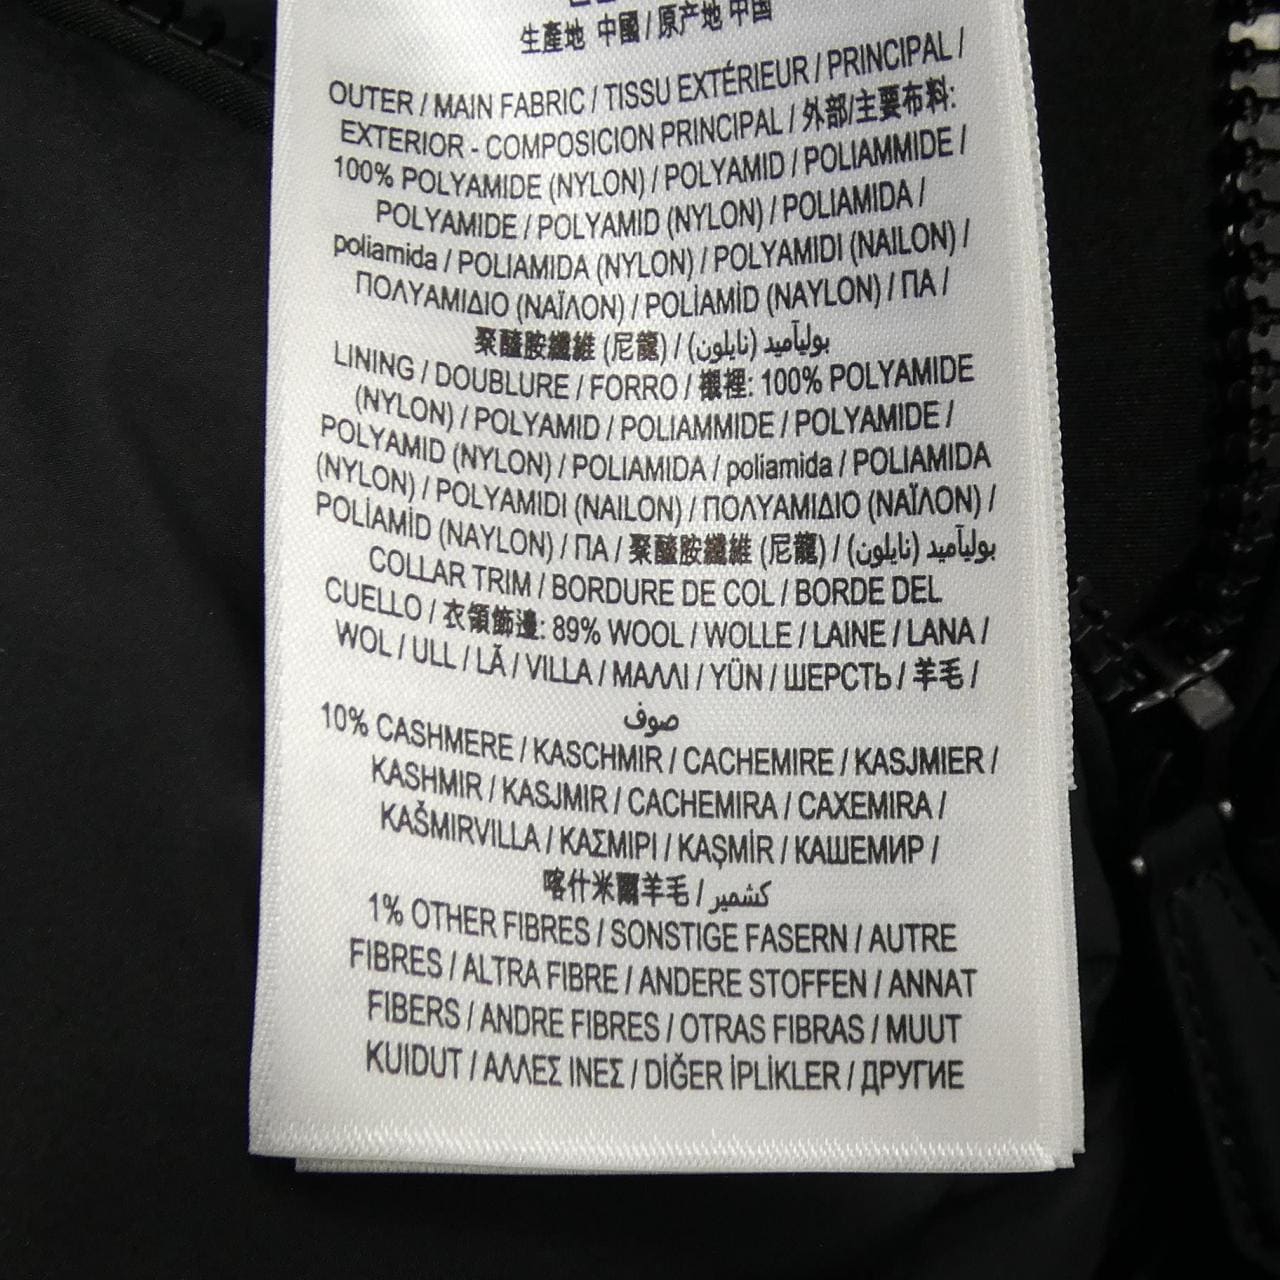 生產地 中國 / 原产地 中国
OUTER / MAIN FABRIC / TISSU EXTÉRIEUR / PRINCIPAL /
EXTERIOR - COMPOSICION PRINCIPAL / 外部/主要布料:
100% POLYAMIDE (NYLON) / POLYAMID / POLIAMMIDE /
POLYAMIDE / POLYAMID (NYLON) / POLIAMIDA /
poliamida / POLIAMIDA (NYLON) / POLYAMIDI (NAILON) /
ΠΟΛΥΑΜΙΔΙΟ (ΝΑΪΛΟΝ) / POLİAMİD (NAYLON) / ПА /
聚醯胺纖維 (尼龍) / بوليآميد (نايلون)
LINING / DOUBLURE / FORRO / 襯裡: 100% POLYAMIDE
(NYLON) / POLYAMID / POLIAMMIDE / POLYAMIDE /
POLYAMID (NYLON) / POLIAMIDA / poliamida / POLIAMIDA
(NYLON) / POLYAMIDI (NAILON) / ΠΟΛΥΑΜΙΔΙΟ (ΝΑΪΛΟΝ) /
POLİAMİD (NAYLON) / ПА / 聚醯胺纖維 (尼龍) / بوليآميد (نايلون)
COLLAR TRIM / BORDURE DE COL / BORDE DEL
CUELLO / 衣領飾邊: 89% WOOL / WOLLE / LAINE / LANA /
WOL / ULL / LÃ / VILLA / ΜΑΛΛΙ / YÜN / ШЕРСТЬ / 羊毛 /
صوف
10% CASHMERE / KASCHMIR / CACHEMIRE / KASJMIER /
KASHMIR / KASJMIR / CACHEMIRA / CAXEMIRA /
KAŠMIRVILLA / ΚΑΣΜΙΡΙ / KAŞMİR / КАШЕМИР /
喀什米爾羊毛 / كشمير
1% OTHER FIBRES / SONSTIGE FASERN / AUTRE
FIBRES / ALTRA FIBRE / ANDERE STOFFEN / ANNAT
FIBERS / ANDRE FIBRES / OTRAS FIBRAS / MUUT
KUIDUT / ΑΛΛΕΣ ΙΝΕΣ / DİĞER İPLİKLER / ДРУГИЕ